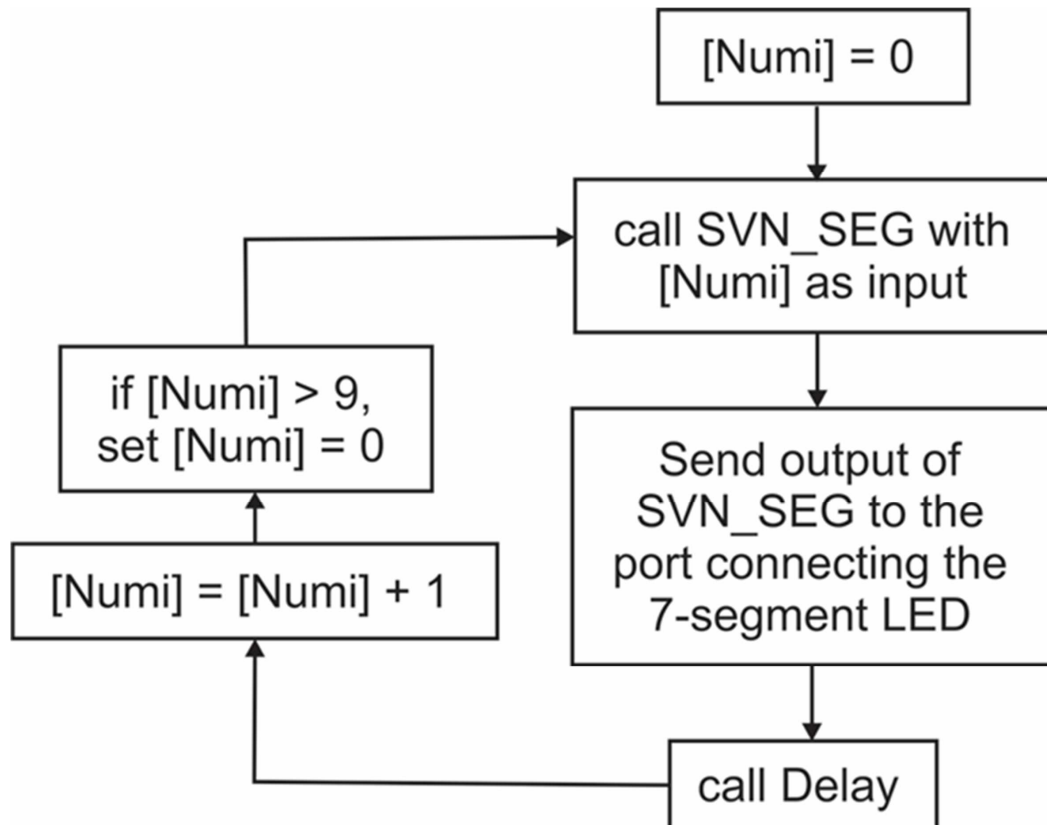 [Numi] = 0
call SVN_SEG with
[Numi] as input
Send output of
SVN_SEG to the
port connecting the
7-segment LED
call Delay
[Numi] = [Numi] + 1
if [Numi] > 9,
set [Numi] = 0